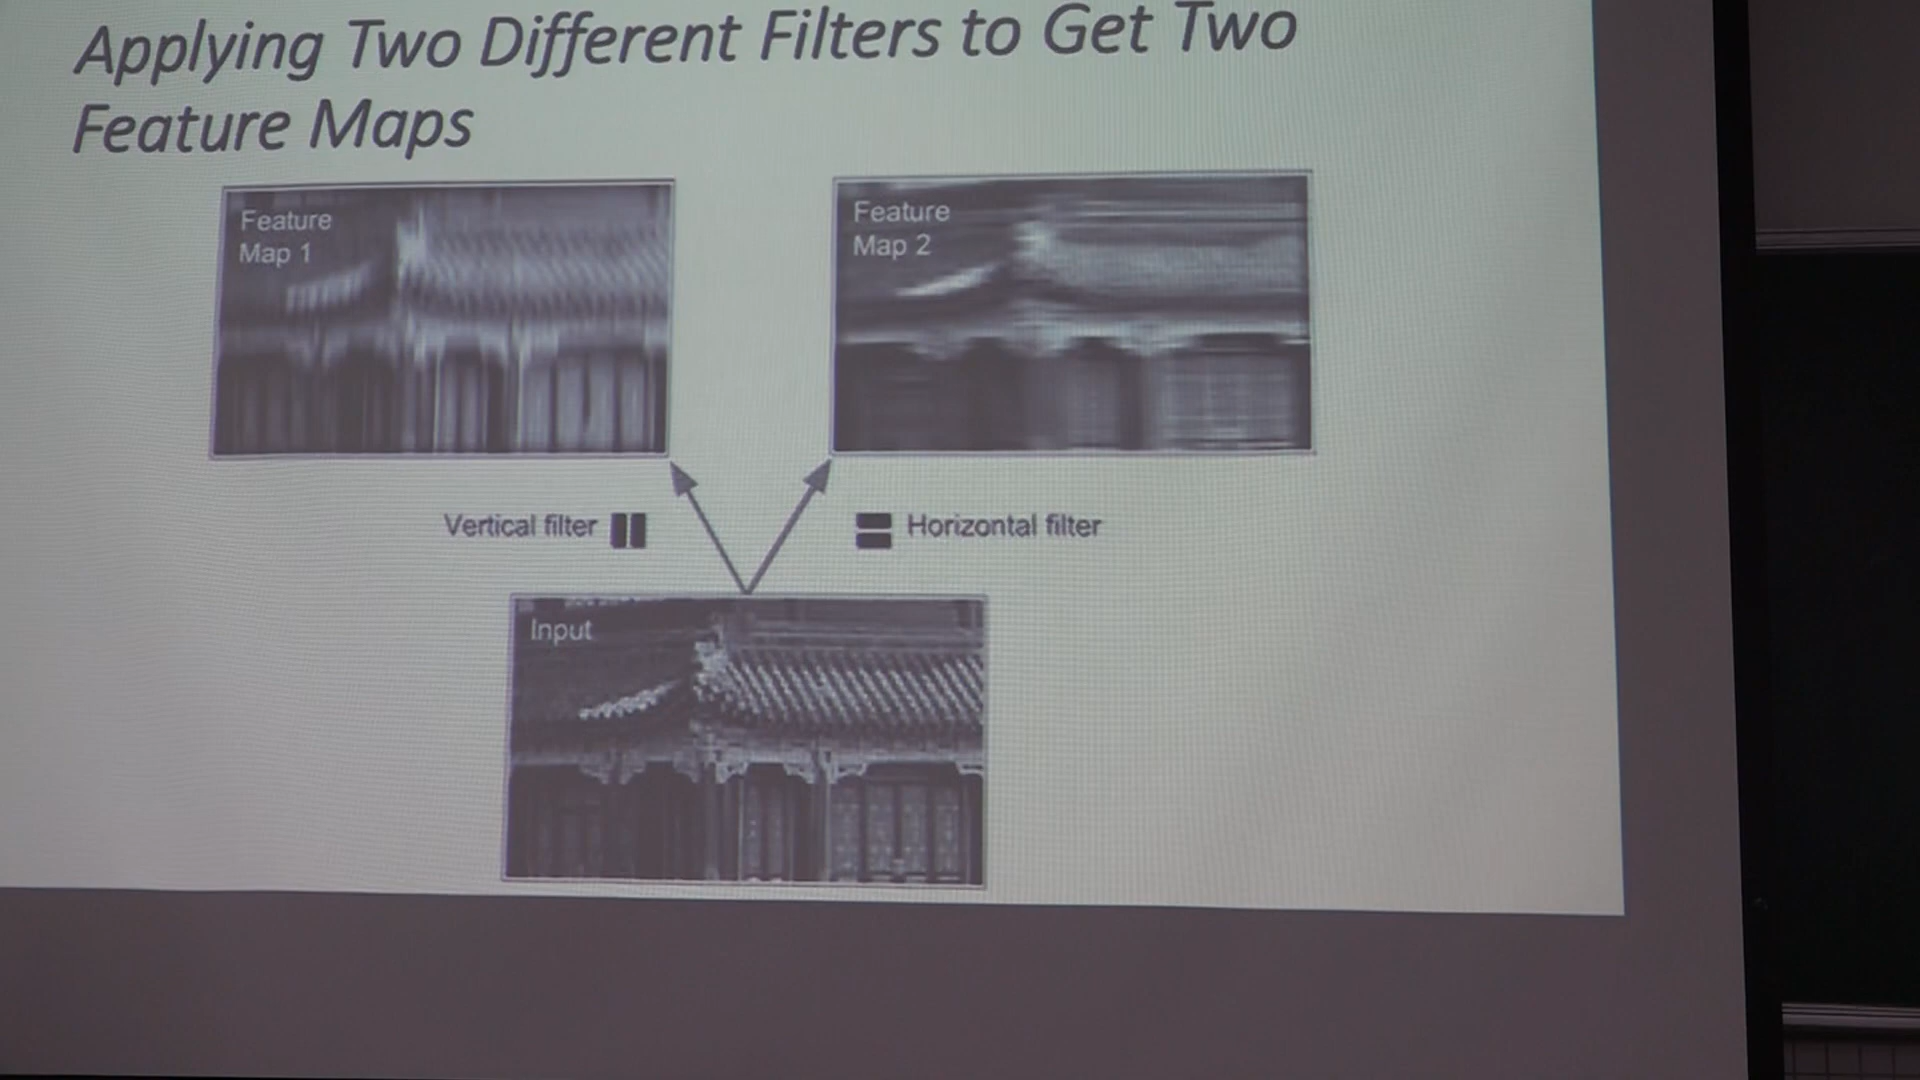 Applying Two Different Filters to Get Two
Feature Maps
Feature
Map 1
Feature
Map 2
Vertical filter
Horizontal filter
Input